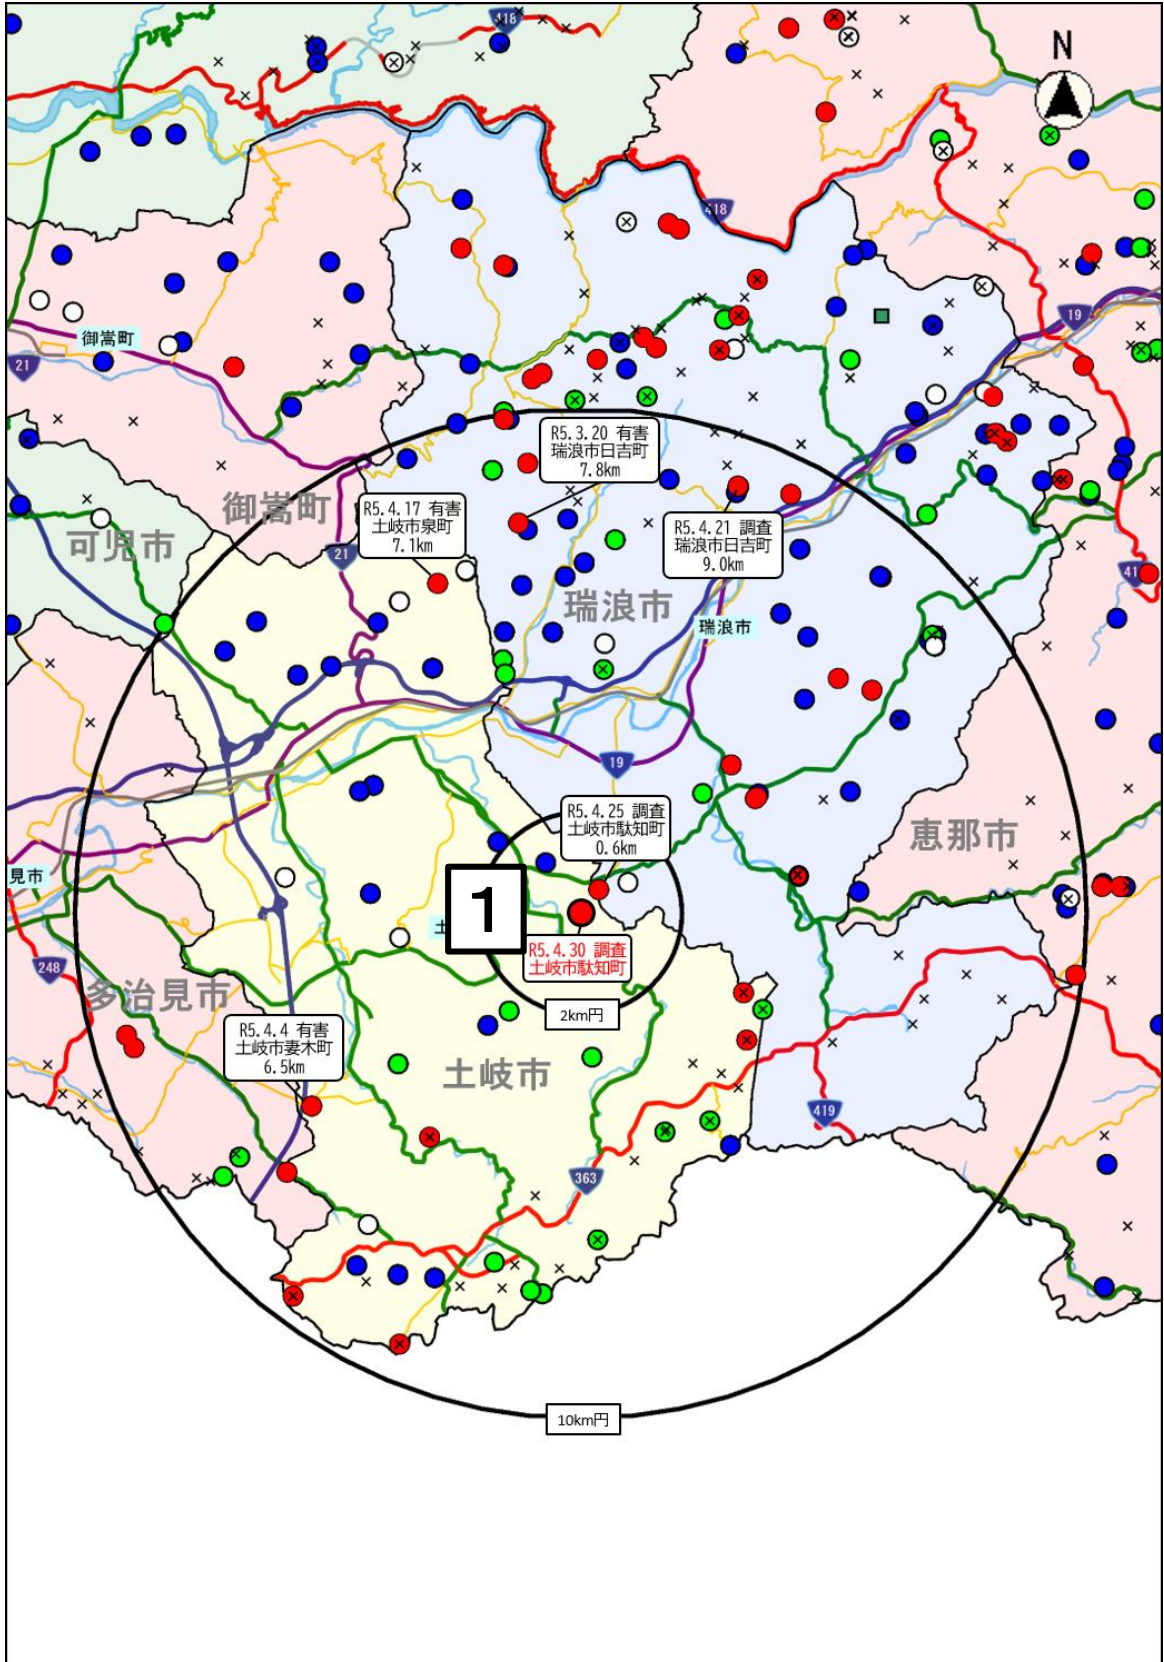 418
N
418
19
御嵩町
21
R5.3.20 有害
瑞浪市日吉町
7.8km
御嵩町
R5.4.17 有害
土岐市泉町
7.1km
R5.4.21 調査
瑞浪市日吉町
9.0km
可児市
21
41
瑞浪市
瑞浪市
19
R5.4.25 調査
土岐市駄知町
0.6km
恵那市
見市
1
土
R5.4.30 調査
土岐市駄知町
248
多治見市
2km円
R5.4.4 有害
土岐市妻木町
6.5km
土岐市
419
363
10km円